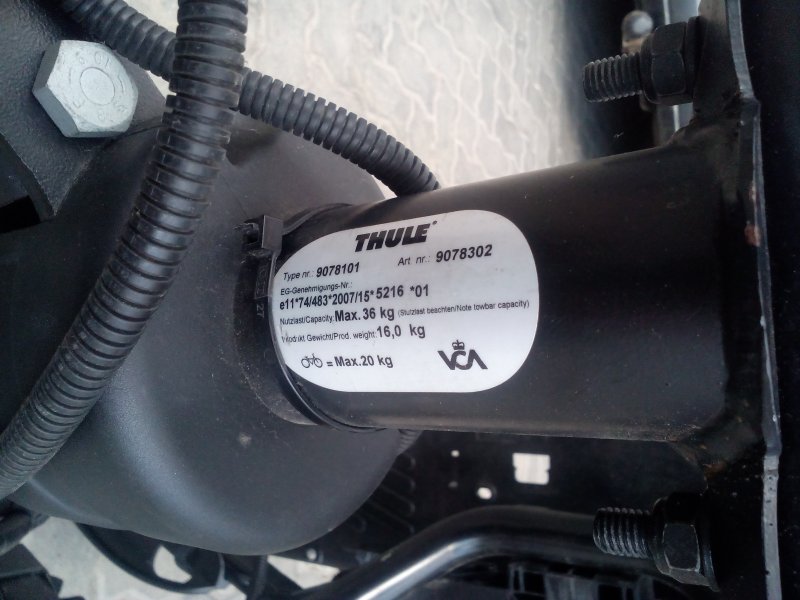 THULE
Type nr.: 9078101 Art nr.: 9078302
EG-Genehmigungs-Nr.:
e11*74/483*2007/15*5216 *01
Nutzlast/Capacity: Max. 36 kg (Stutzlast beachten/Note towbar capacity)
Produkt Gewicht/Prod. weight: 16,0 kg
= Max. 20 kg
VCA